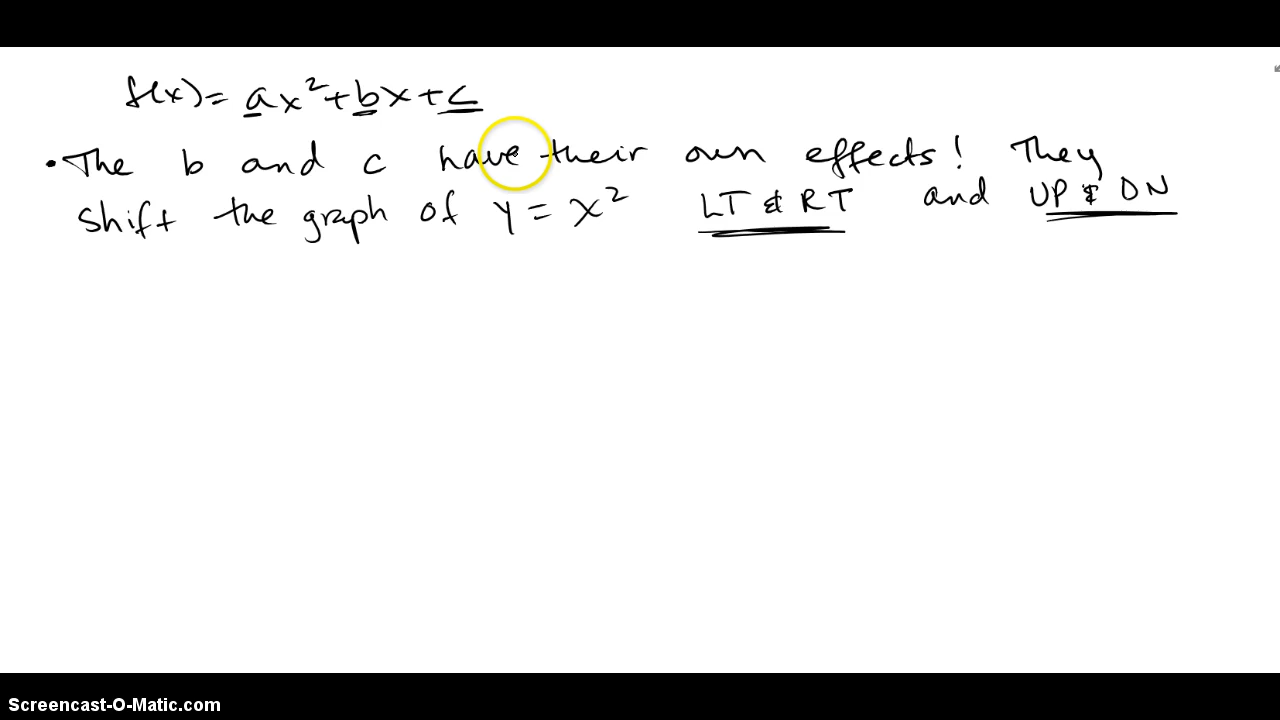 f(x) = ax² + bx + c
• The b and c have their own effects! They
shift the graph of y = x² LT & RT and UP & DN
Screencast-O-Matic.com